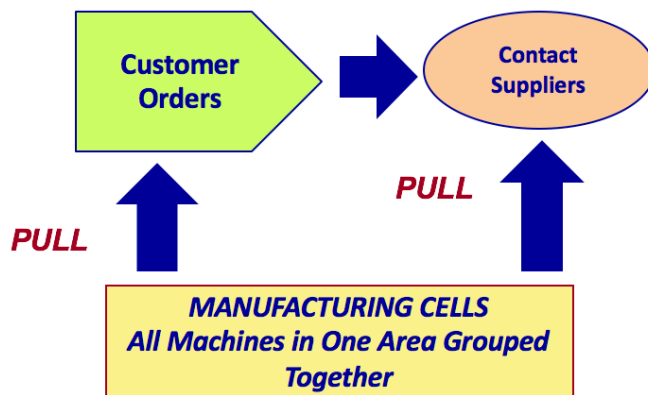 Customer
Orders
Contact
Suppliers
PULL
PULL
MANUFACTURING CELLS
All Machines in One Area Grouped
Together